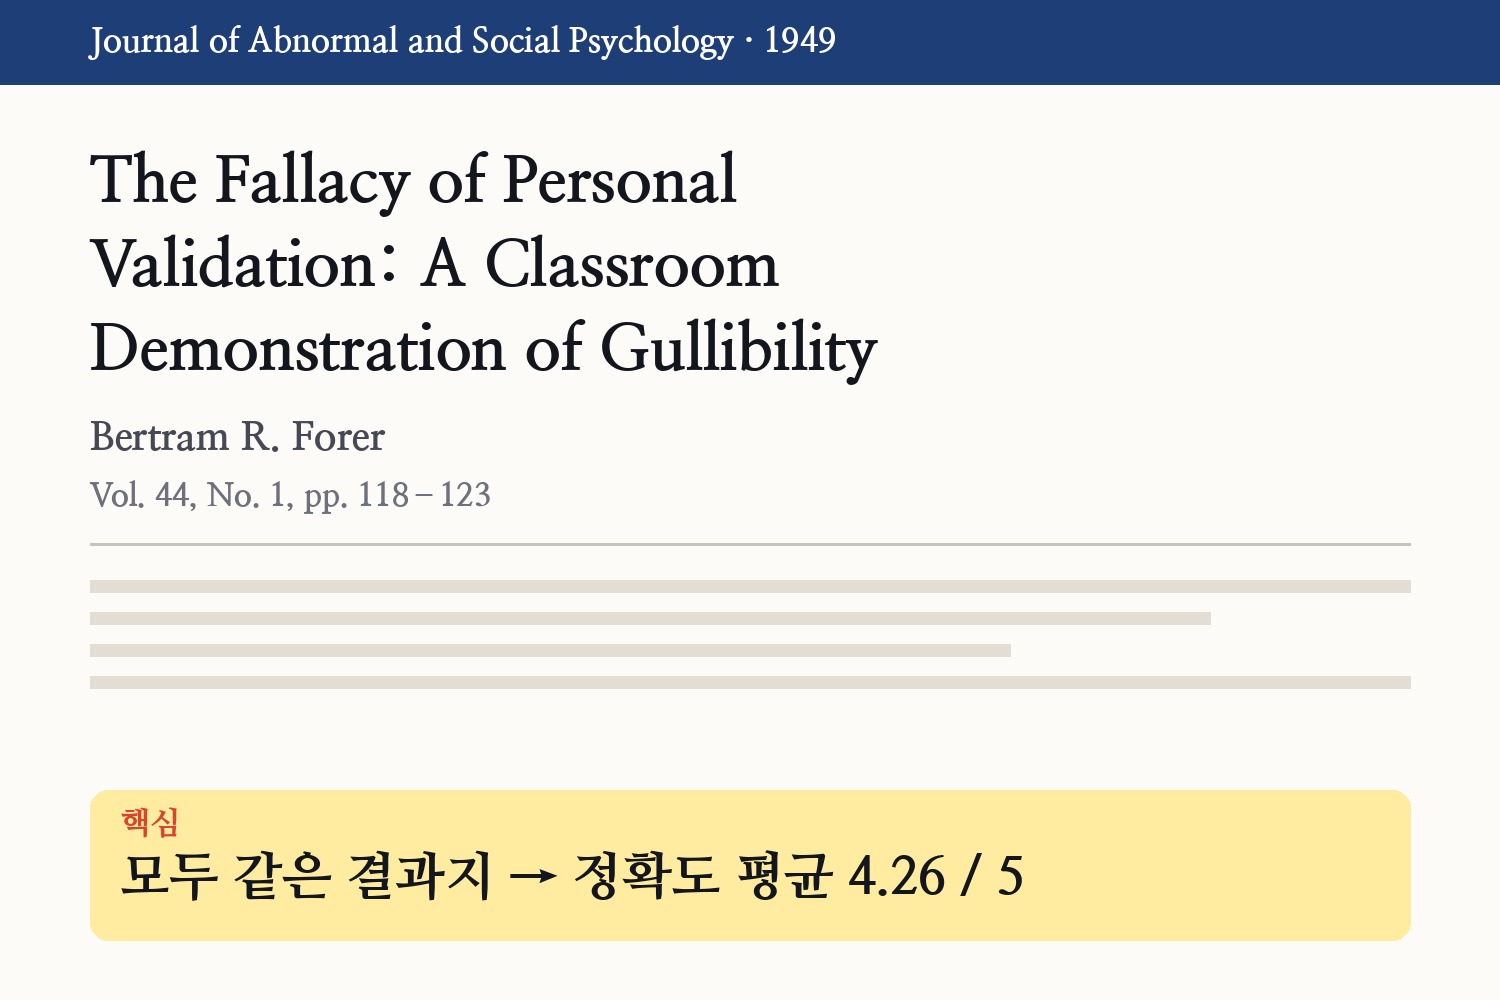 Journal of Abnormal and Social Psychology · 1949
The Fallacy of Personal
Validation: A Classroom
Demonstration of Gullibility
Bertram R. Forer
Vol. 44, No. 1, pp. 118–123
핵심
모두 같은 결과지 → 정확도 평균 4.26 / 5